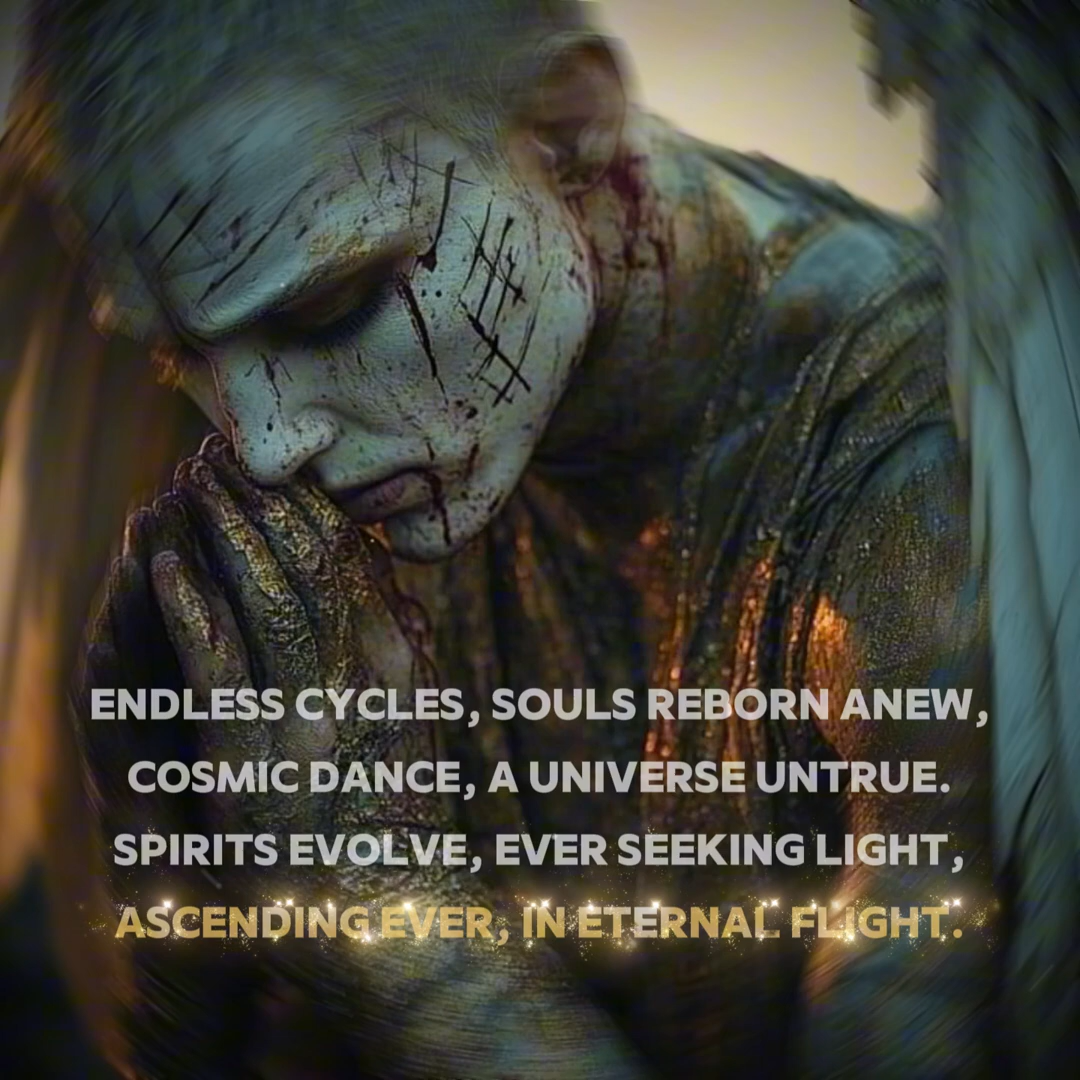 ENDLESS CYCLES, SOULS REBORN ANEW,
COSMIC DANCE, A UNIVERSE UNTRUE.
SPIRITS EVOLVE, EVER SEEKING LIGHT,
ASCENDING EVER, IN ETERNAL FLIGHT.